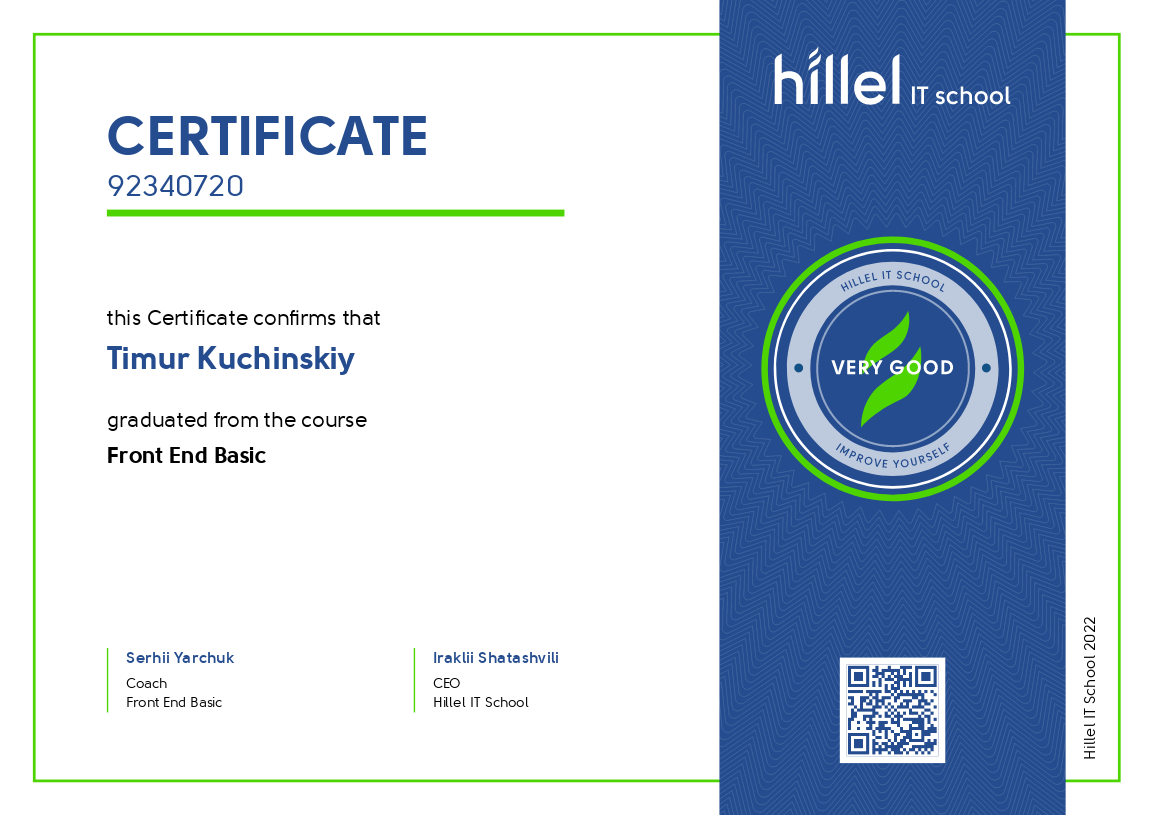 CERTIFICATE
92340720
this Certificate confirms that
Timur Kuchinskiy
graduated from the course
Front End Basic
Serhii Yarchuk
Coach
Front End Basic
Iraklii Shatashvili
CEO
Hillel IT School
hillel IT school
HILLEL IT SCHOOL
VERY GOOD
IMPROVE YOURSELF
Hillel IT School 2022